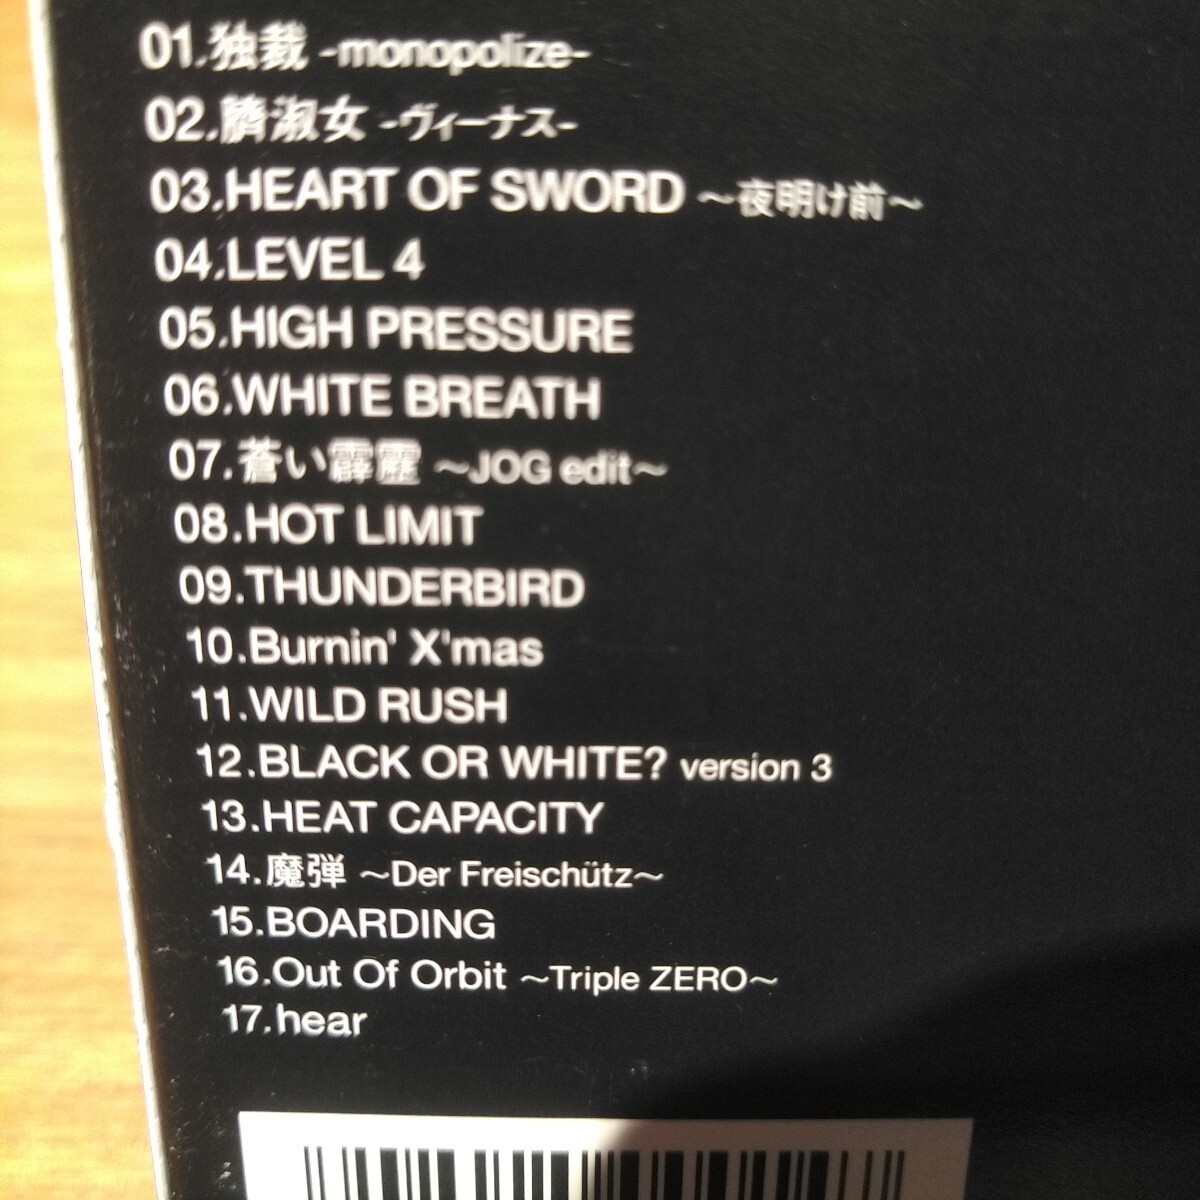 01.独裁 -monopolize-
02.臍淑女 -ヴィーナス-
03.HEART OF SWORD ～夜明け前～
04.LEVEL 4
05.HIGH PRESSURE
06.WHITE BREATH
07.蒼い霹靂 ～JOG edit～
08.HOT LIMIT
09.THUNDERBIRD
10.Burnin' X'mas
11.WILD RUSH
12.BLACK OR WHITE? version 3
13.HEAT CAPACITY
14.魔弾 ～Der Freischütz～
15.BOARDING
16.Out Of Orbit ～Triple ZERO～
17.hear